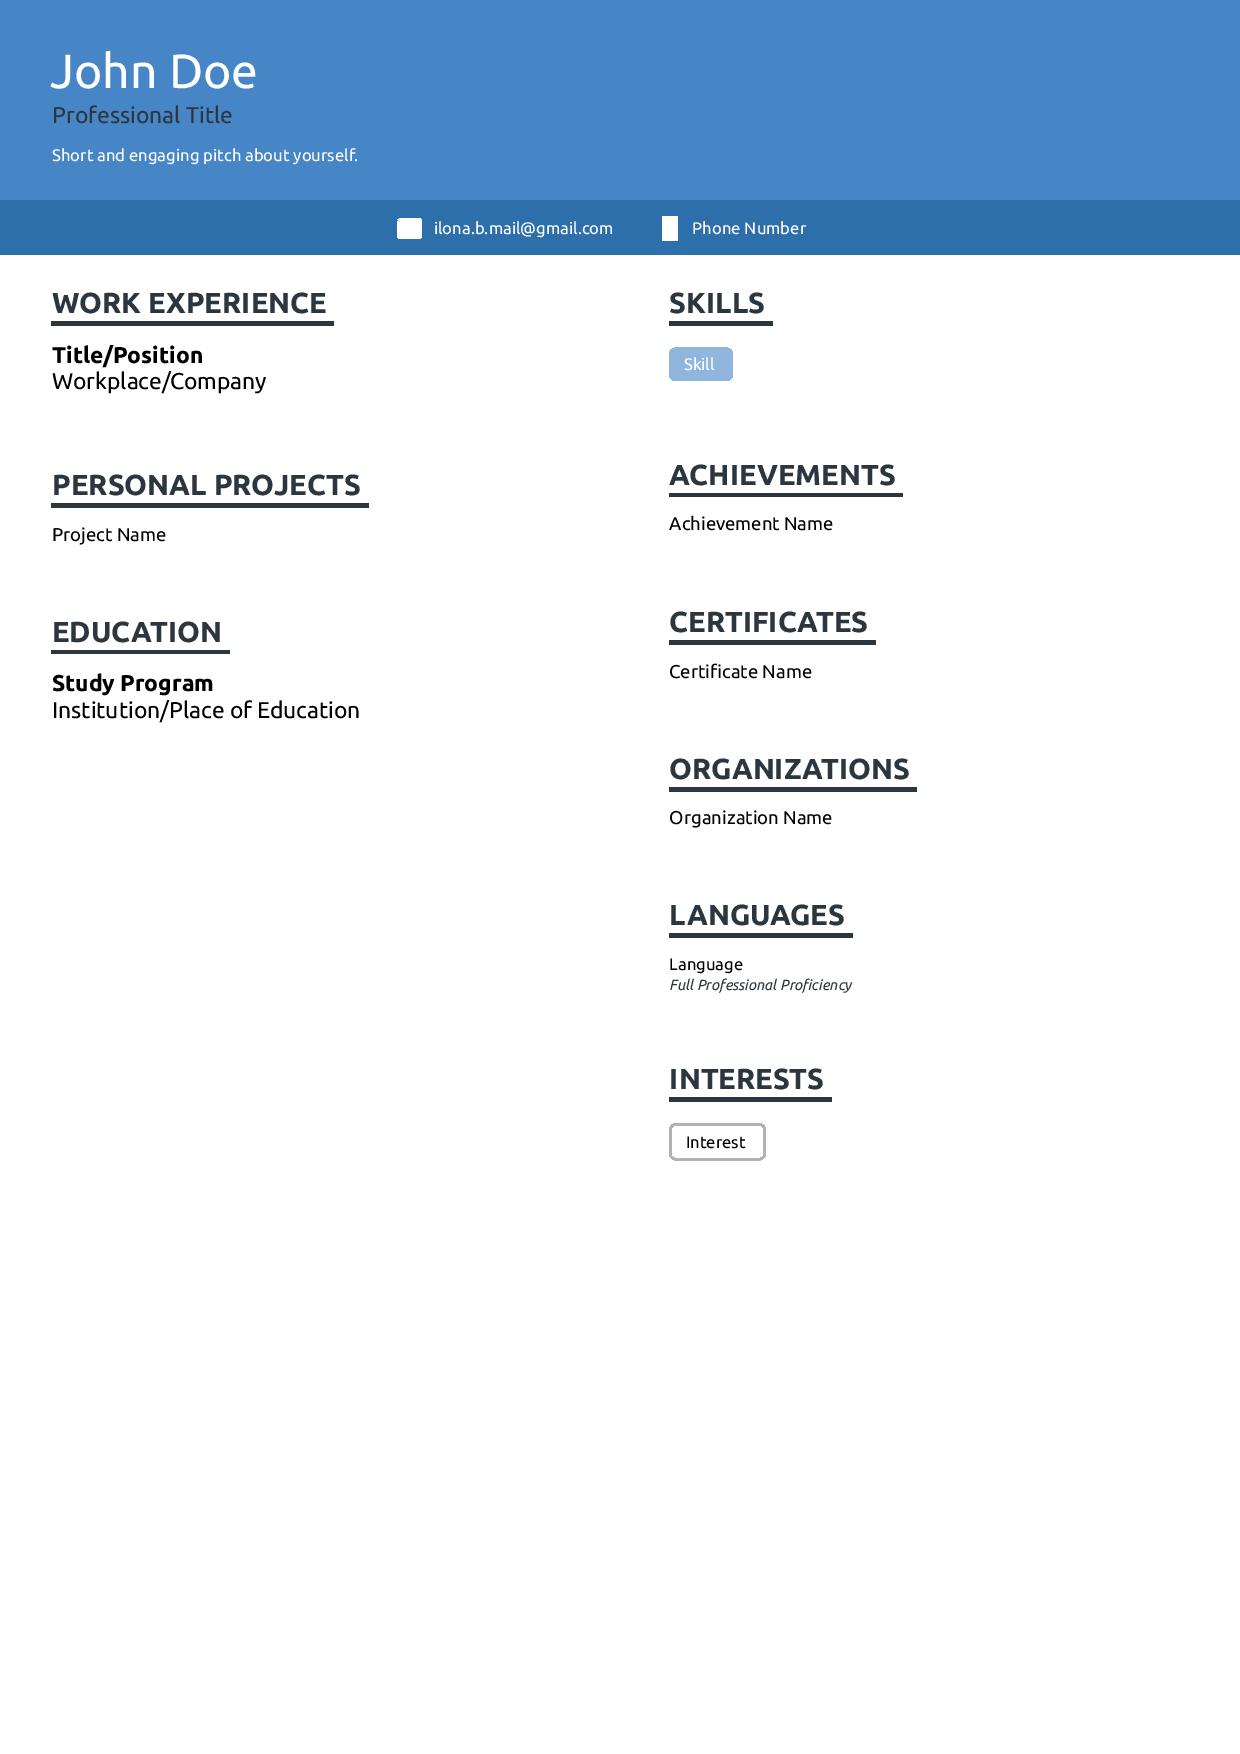 John Doe
Professional Title
Short and engaging pitch about yourself.
ilona.b.mail@gmail.com
Phone Number
WORK EXPERIENCE
Title/Position
Workplace/Company
PERSONAL PROJECTS
Project Name
EDUCATION
Study Program
Institution/Place of Education
SKILLS
Skill
ACHIEVEMENTS
Achievement Name
CERTIFICATES
Certificate Name
ORGANIZATIONS
Organization Name
LANGUAGES
Language
Full Professional Proficiency
INTERESTS
Interest